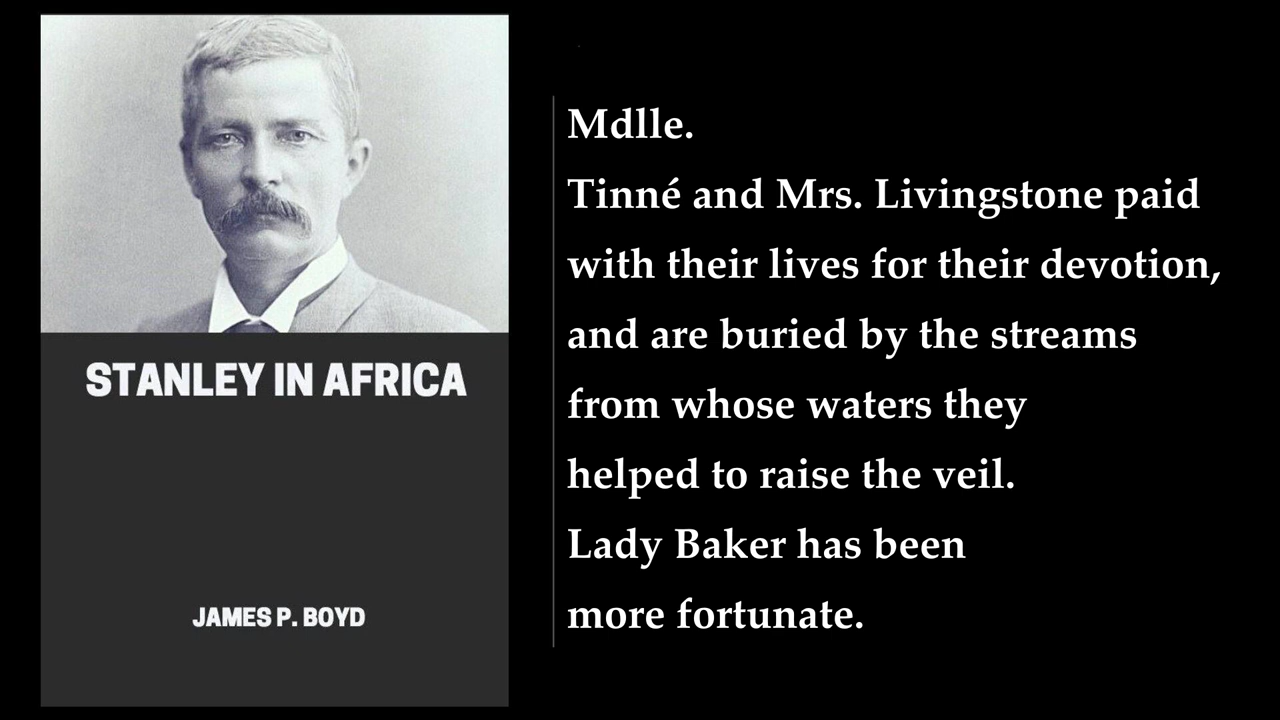 STANLEY IN AFRICA
JAMES P. BOYD
Mdlle.
Tinné and Mrs. Livingstone paid
with their lives for their devotion,
and are buried by the streams
from whose waters they
helped to raise the veil.
Lady Baker has been
more fortunate.